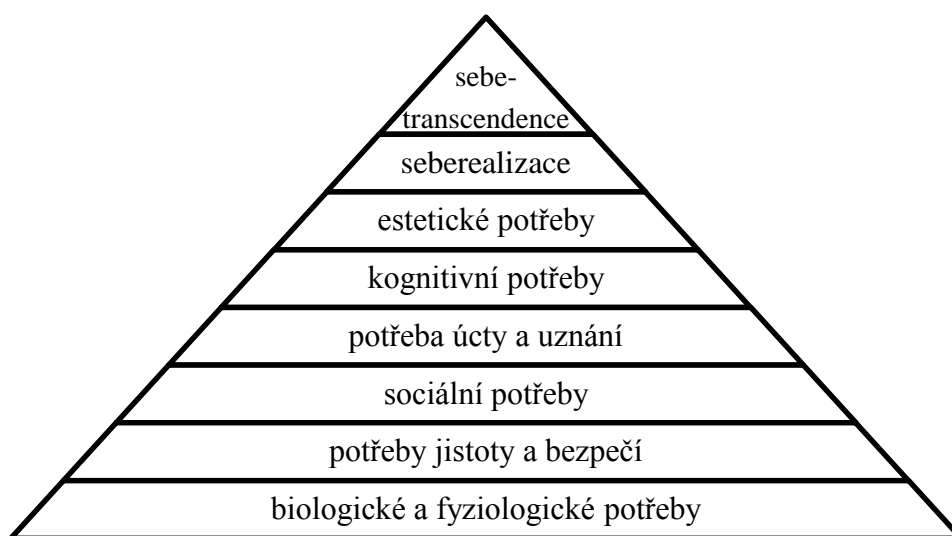 sebe-
transcendence
seberealizace
estetické potřeby
kognitivní potřeby
potřeba úcty a uznání
sociální potřeby
potřeby jistoty a bezpečí
biologické a fyziologické potřeby